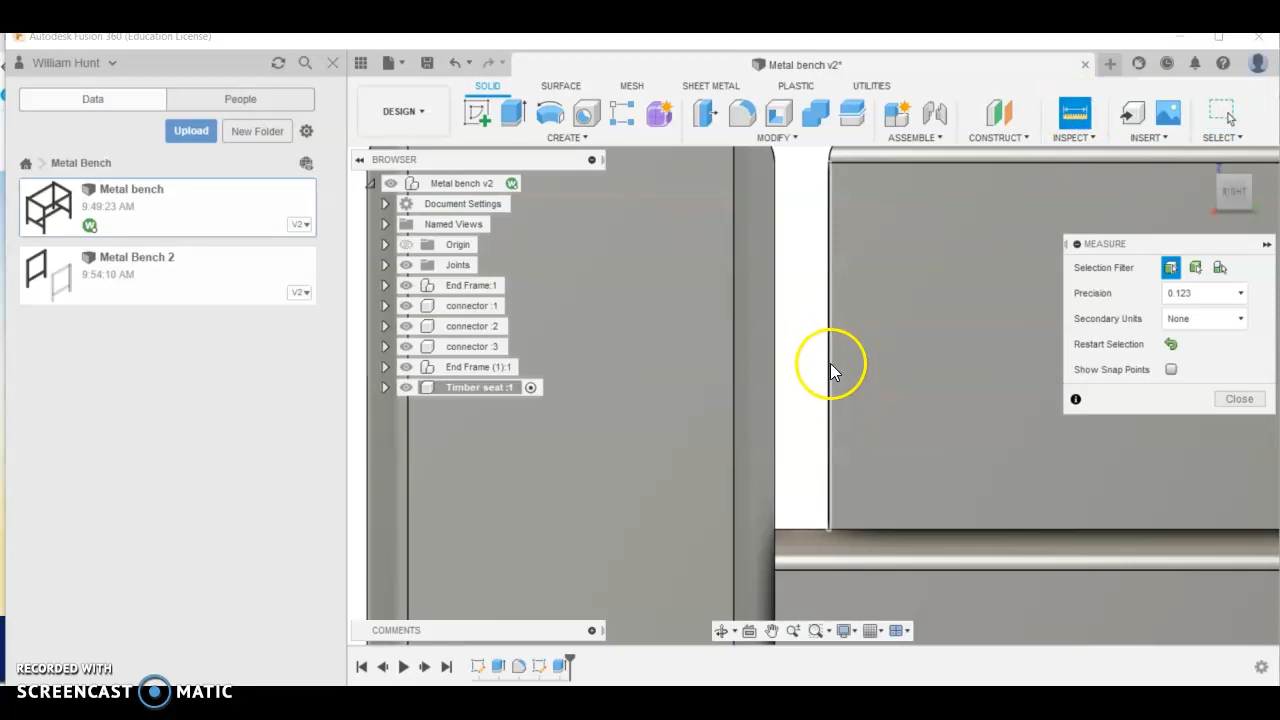 Autodesk Fusion 360 (Education License)
William Hunt
Metal bench v2*
Data People
SOLID SURFACE MESH SHEET METAL PLASTIC UTILITIES
DESIGN
Upload New Folder
CREATE MODIFY ASSEMBLE CONSTRUCT INSPECT INSERT SELECT
Metal Bench
BROWSER
Metal bench
9:49:23 AM
V2
Metal Bench 2
9:54:10 AM
V2
Metal bench v2
Document Settings
Named Views
Origin
Joints
End Frame:1
connector :1
connector :2
connector :3
End Frame (1):1
Timber seat :1
RIGHT
MEASURE
Selection Filter
Precision 0.123
Secondary Units None
Restart Selection
Show Snap Points
Close
COMMENTS
RECORDED WITH
SCREENCAST MATIC